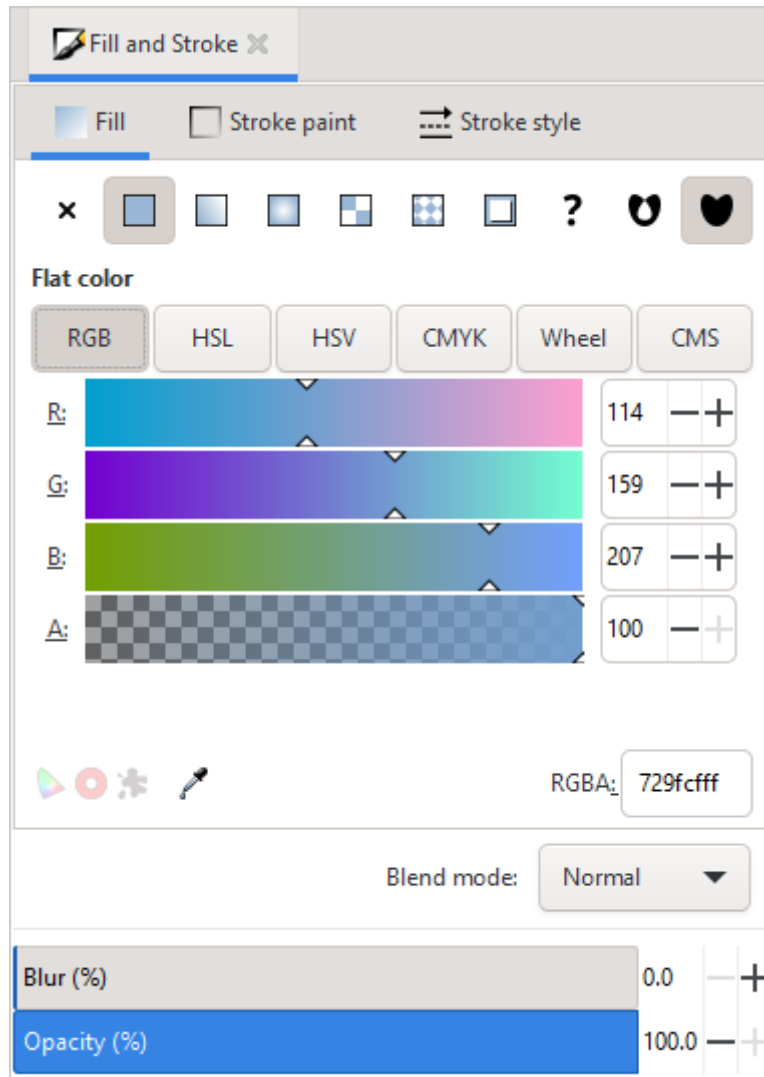 Fill and Stroke
Fill Stroke paint Stroke style
?
Flat color
RGB HSL HSV CMYK Wheel CMS
R: 114
G: 159
B: 207
A: 100
RGBA: 729fcfff
Blend mode: Normal
Blur (%) 0.0
Opacity (%) 100.0